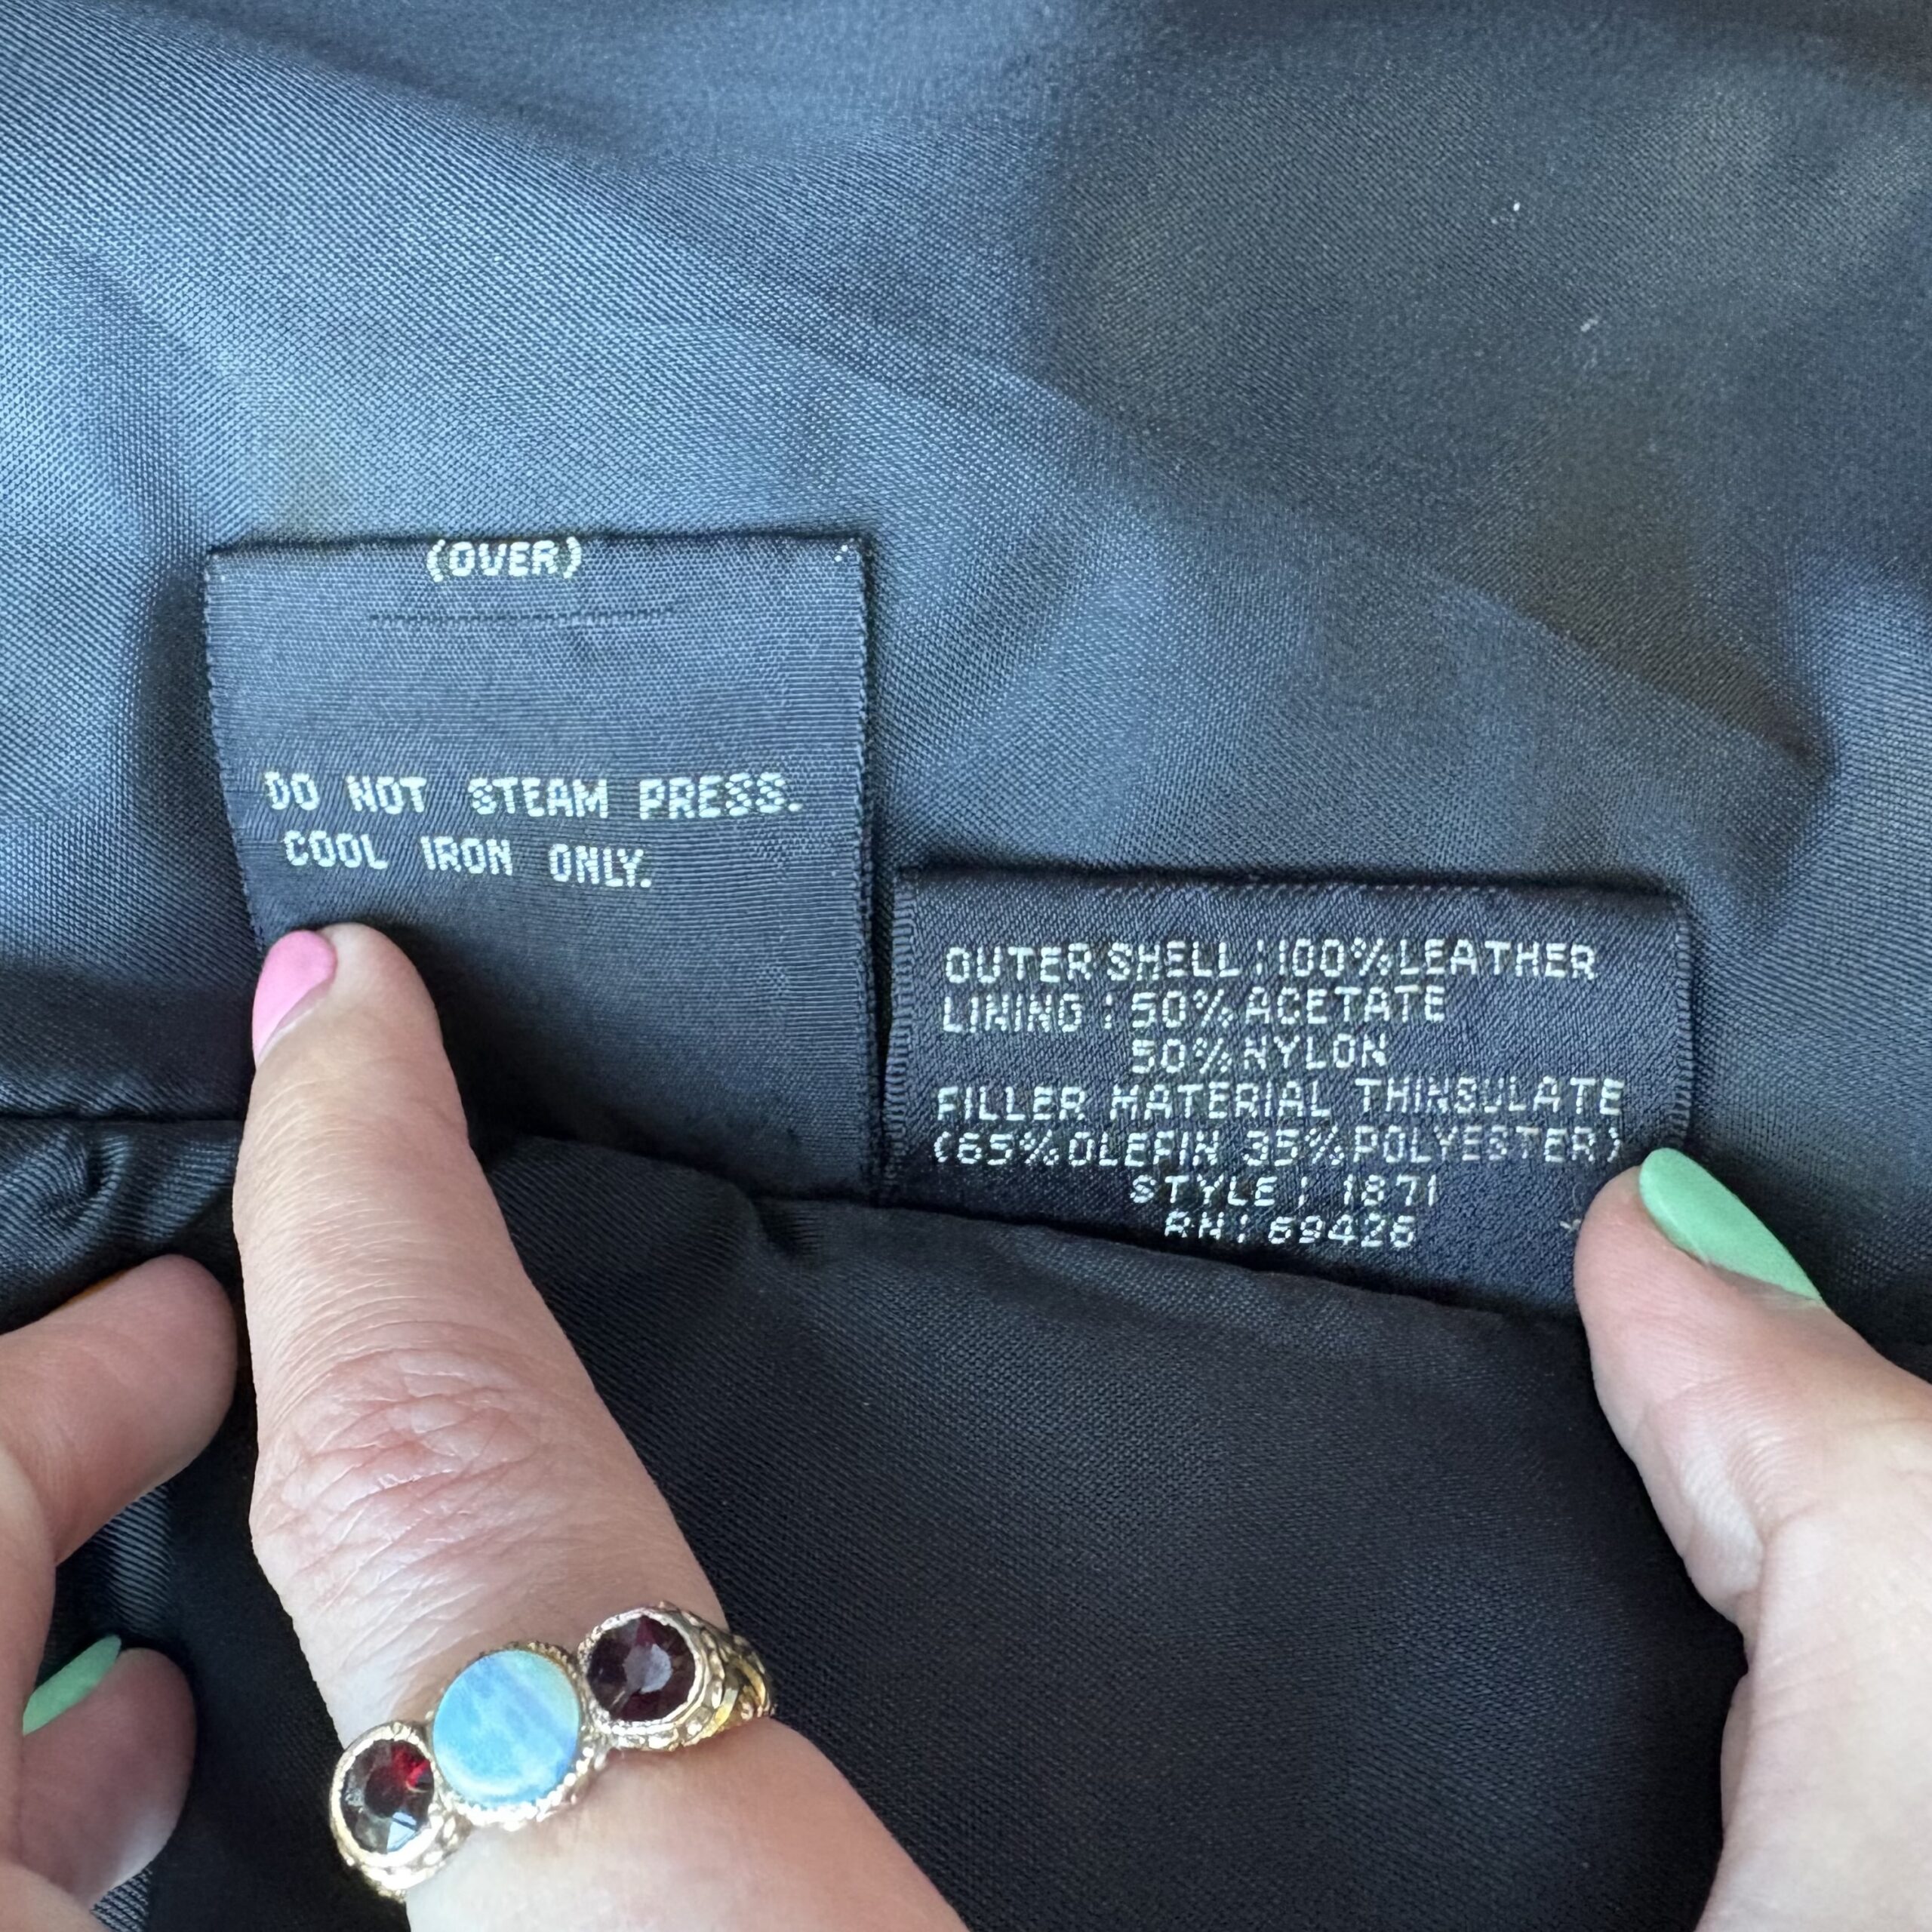 (OVER)
DO NOT STEAM PRESS.
COOL IRON ONLY.
OUTER SHELL : 100% LEATHER
LINING : 50% ACETATE
50% NYLON
FILLER MATERIAL THINSULATE
(65% OLEFIN 35% POLYESTER)
STYLE : 1871
RN : 69426